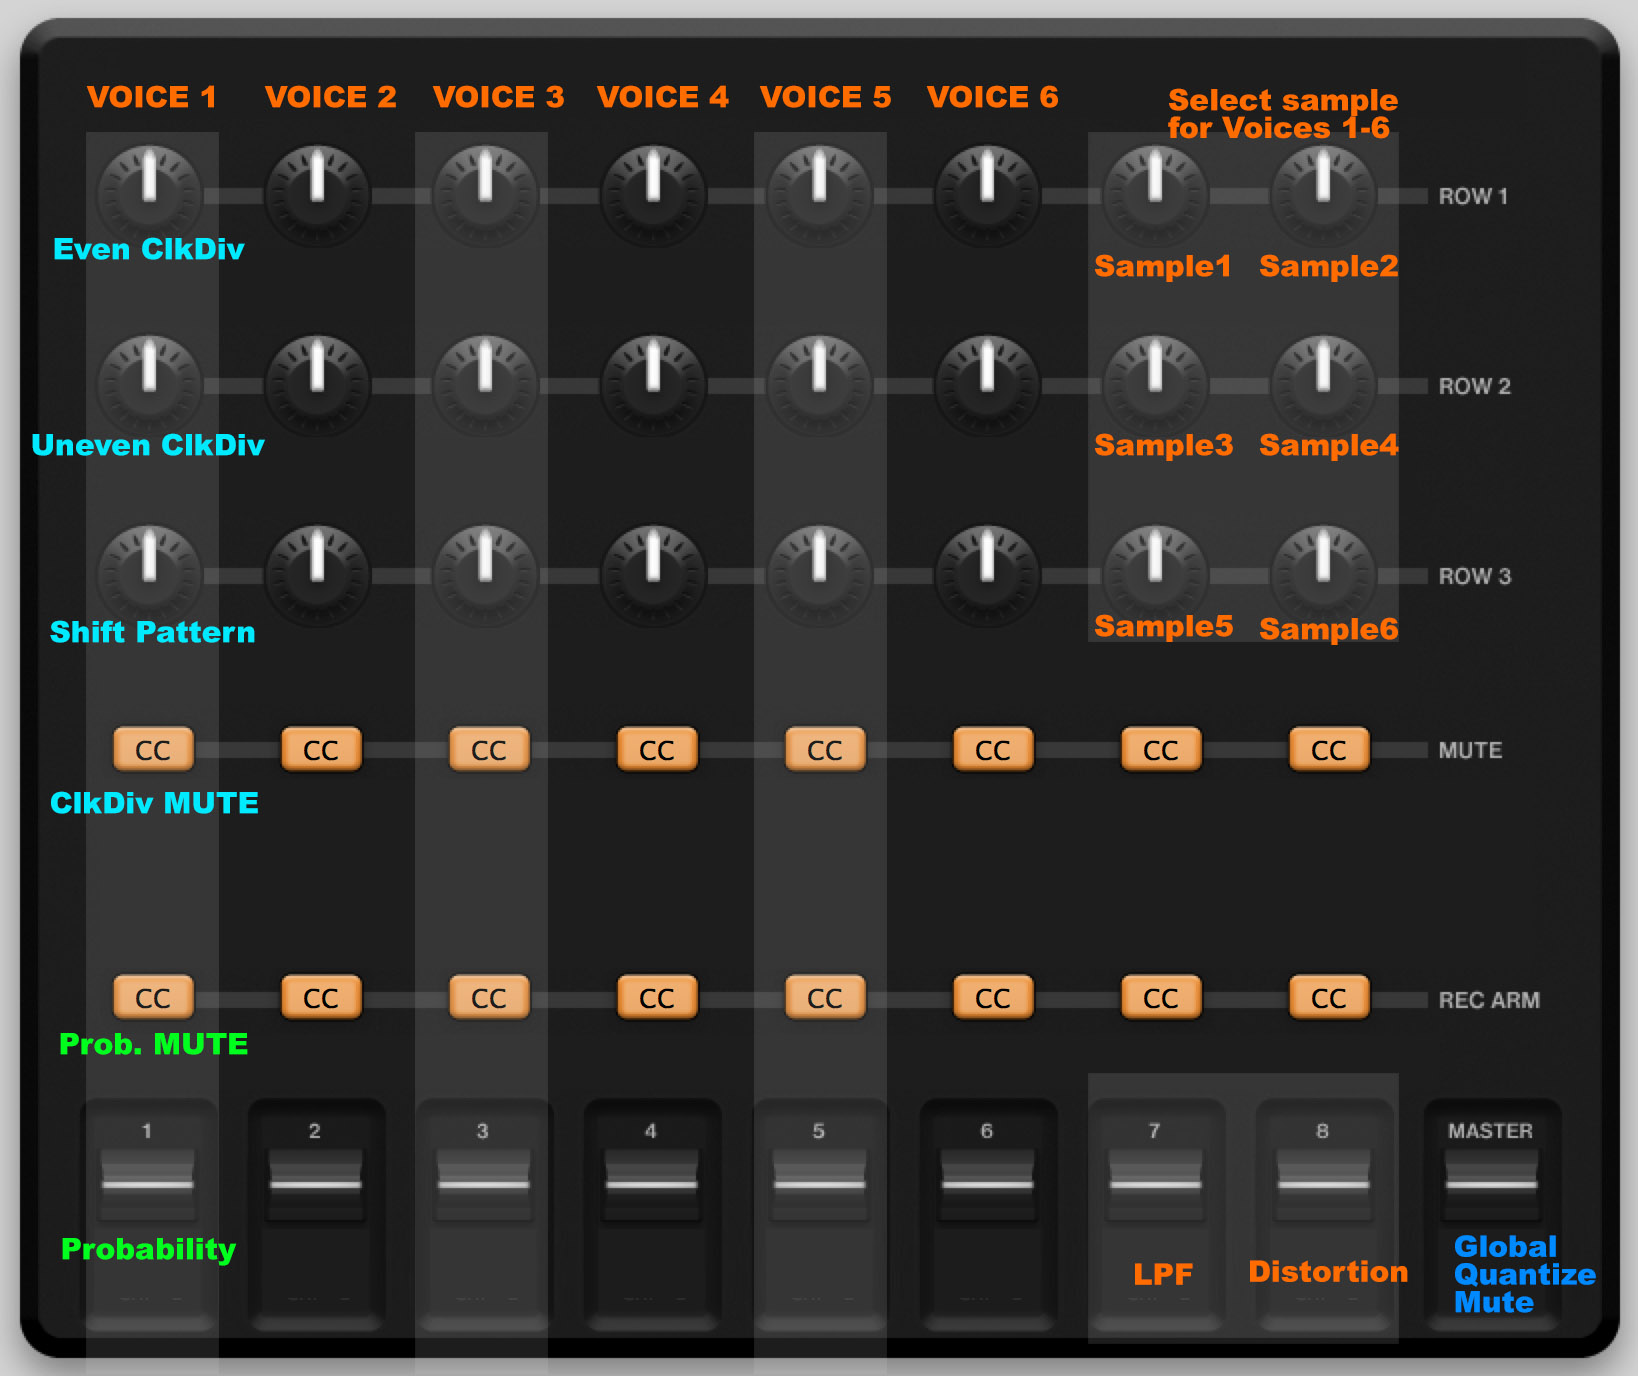 VOICE 1 VOICE 2 VOICE 3 VOICE 4 VOICE 5 VOICE 6
Select sample
for Voices 1-6
ROW 1
Even ClkDiv
Sample1 Sample2
ROW 2
Uneven ClkDiv
Sample3 Sample4
ROW 3
Shift Pattern
Sample5 Sample6
CC CC CC CC CC CC CC CC MUTE
ClkDiv MUTE
CC CC CC CC CC CC CC CC REC ARM
Prob. MUTE
1 2 3 4 5 6 7 8 MASTER
Probability
LPF
Distortion
Global
Quantize
Mute